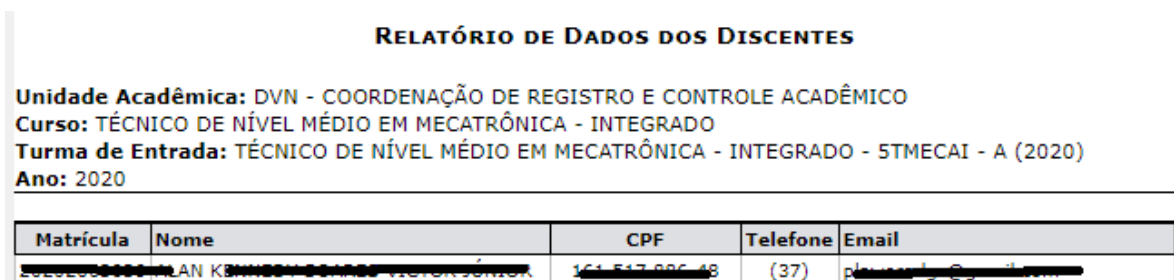 RELATÓRIO DE DADOS DOS DISCENTES
Unidade Acadêmica: DVN - COORDENAÇÃO DE REGISTRO E CONTROLE ACADÊMICO
Curso: TÉCNICO DE NÍVEL MÉDIO EM MECATRÔNICA - INTEGRADO
Turma de Entrada: TÉCNICO DE NÍVEL MÉDIO EM MECATRÔNICA - INTEGRADO - 5TMECAI - A (2020)
Ano: 2020
Matrícula Nome CPF Telefone Email
(37)